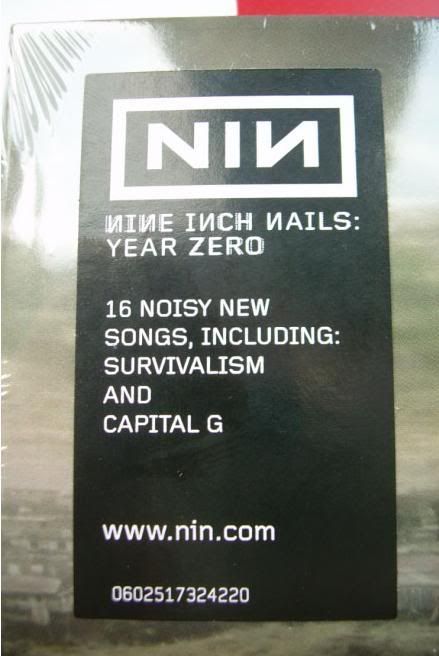 NIN
NINE INCH NAILS:
YEAR ZERO
16 NOISY NEW
SONGS, INCLUDING:
SURVIVALISM
AND
CAPITAL G
www.nin.com
0602517324220